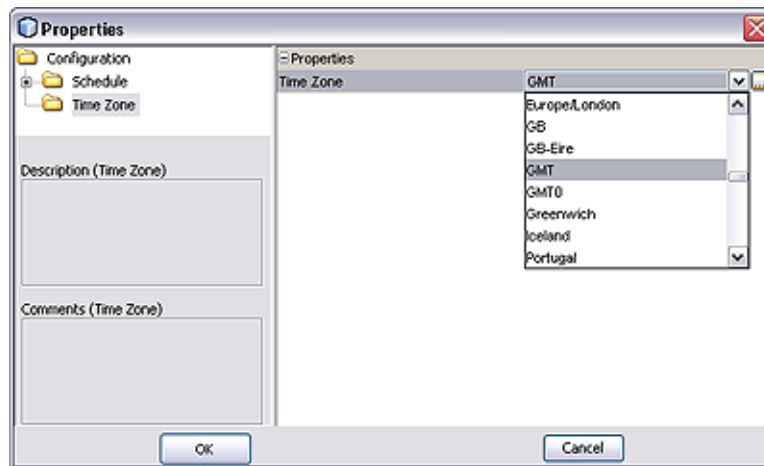 Properties
Configuration
Schedule
Time Zone
Description (Time Zone)
Comments (Time Zone)
Properties
Time Zone GMT
Europe/London
GB
GB-Eire
GMT
GMT0
Greenwich
Iceland
Portugal
OK Cancel